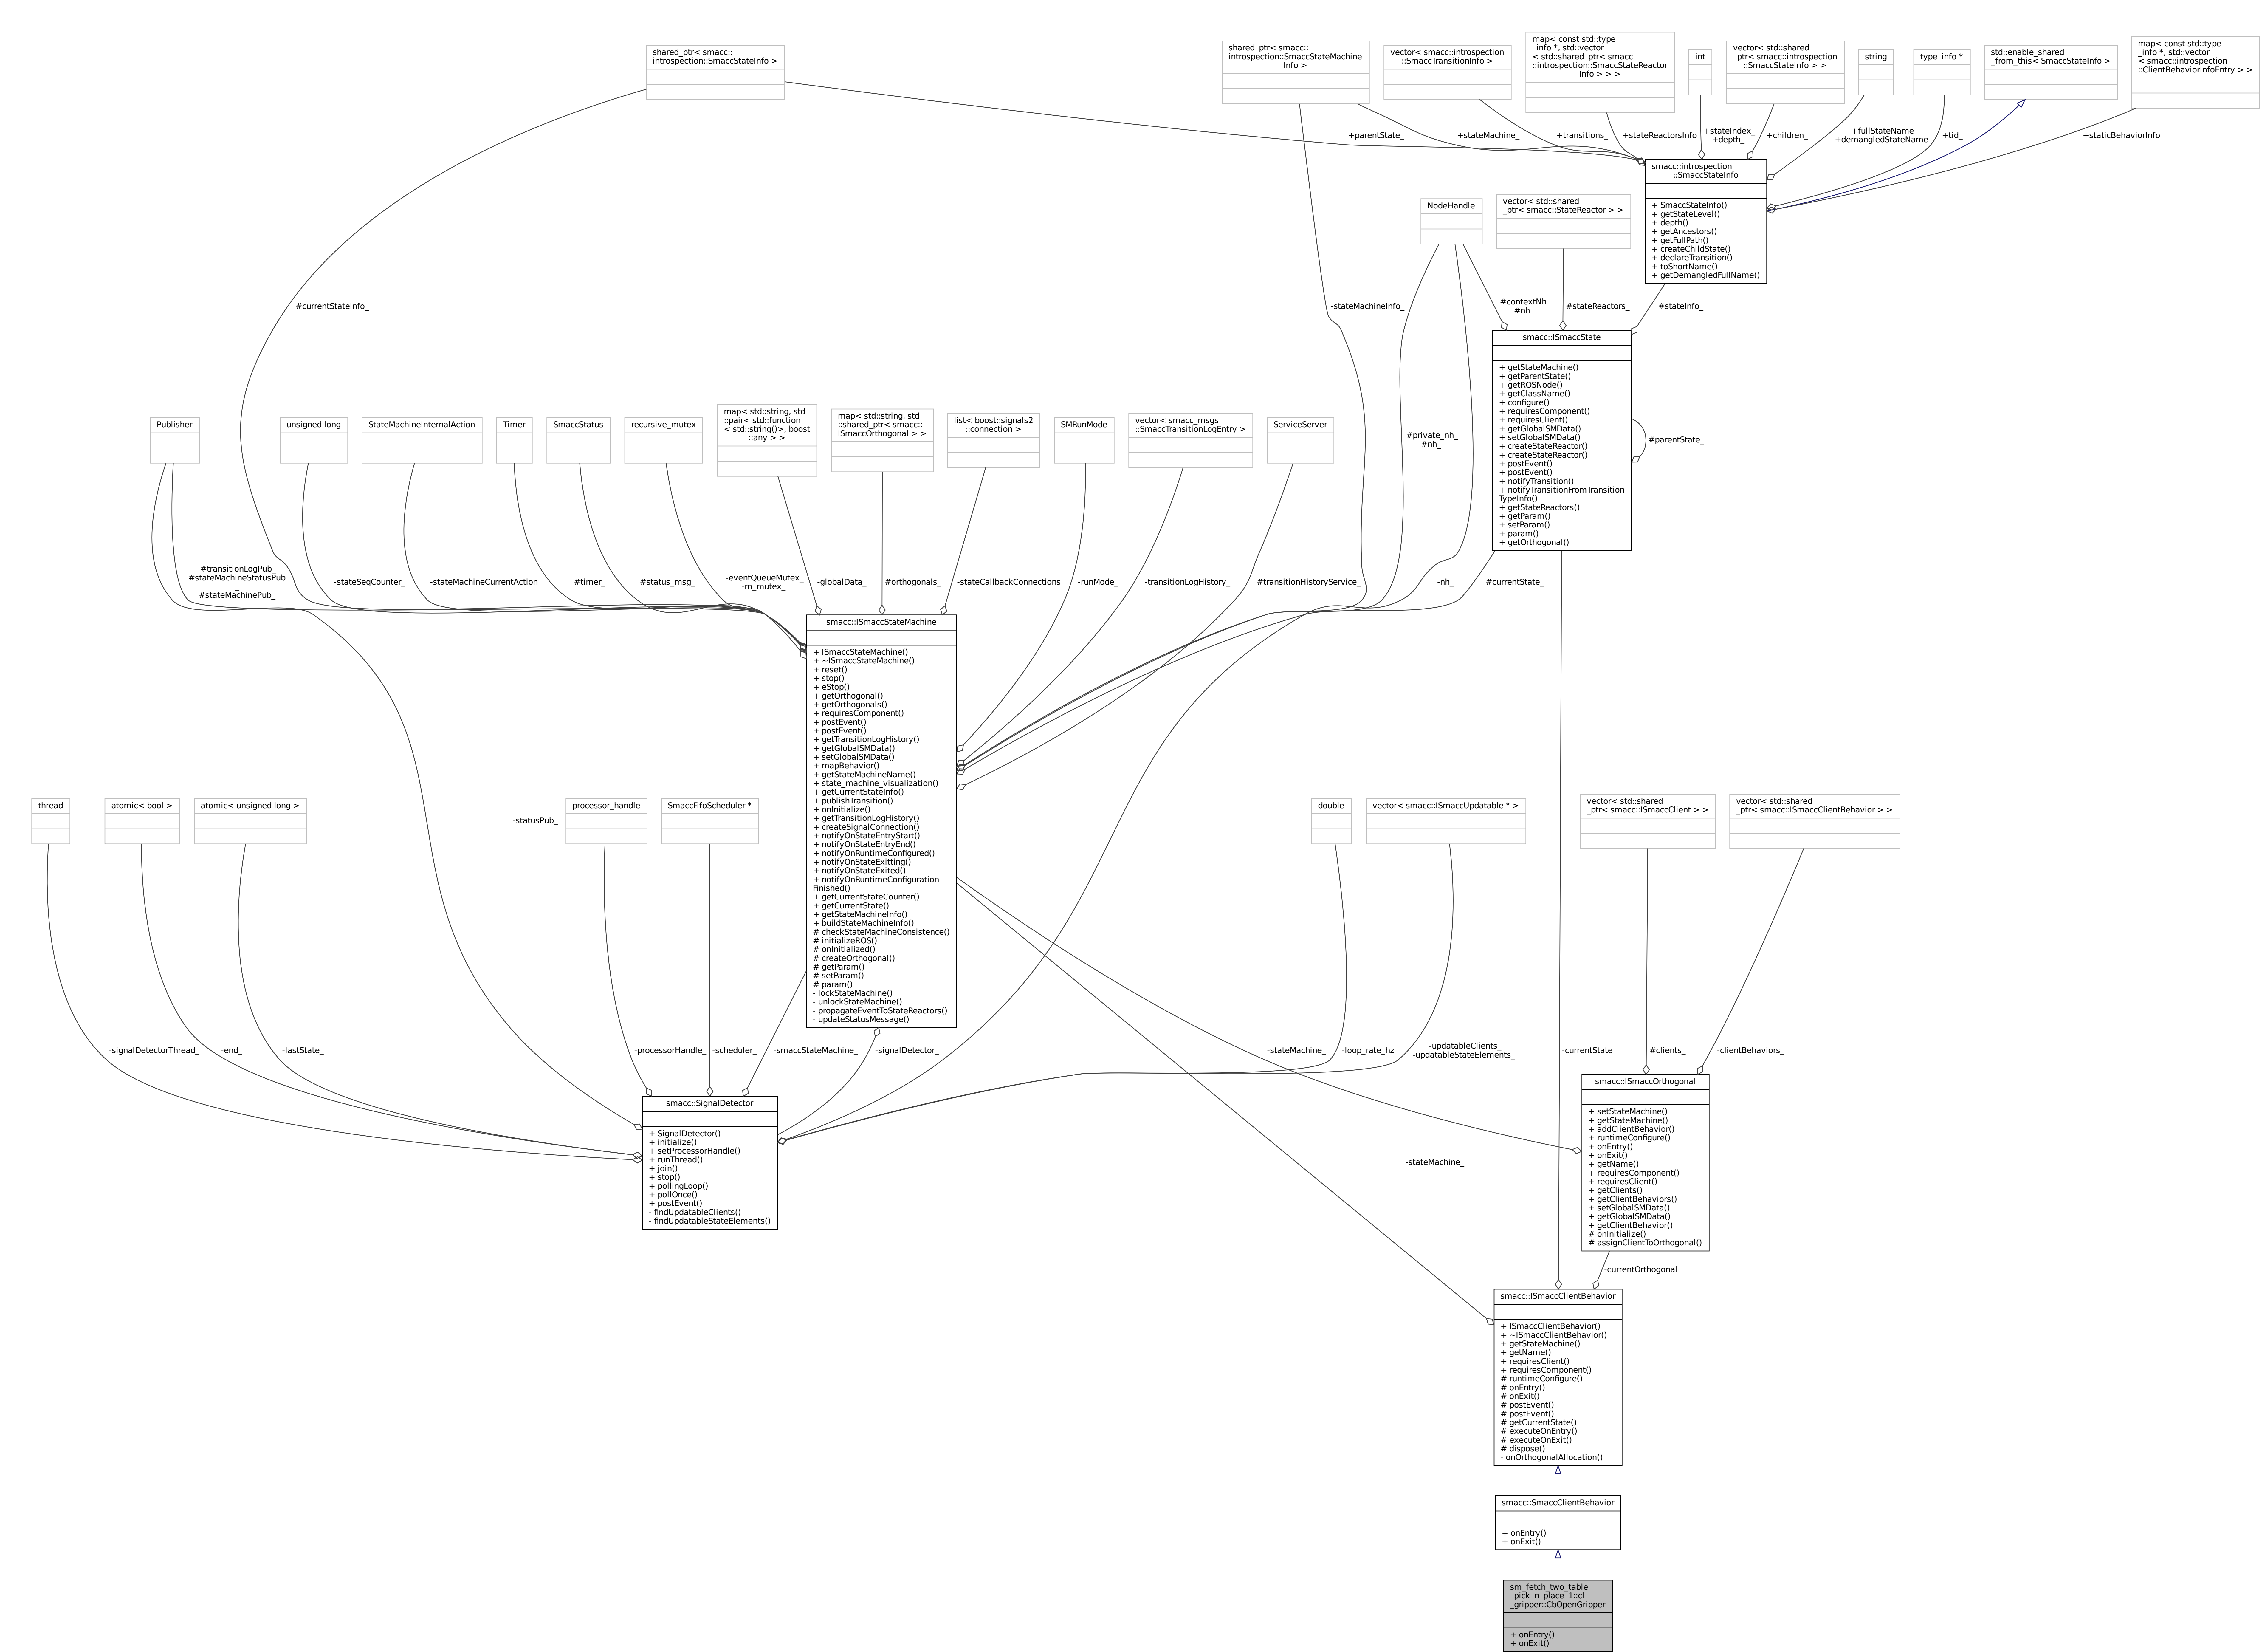 shared_ptr< smacc::
introspection::SmaccStateInfo >
shared_ptr< smacc::
introspection::SmaccStateMachine
Info >
vector< smacc::introspection
::SmaccTransitionInfo >
map< const std::type
_info *, std::vector
< std::shared_ptr< smacc
::introspection::SmaccStateReactor
Info > > >
int
vector< std::shared
_ptr< smacc::introspection
::SmaccStateInfo > >
string
type_info *
std::enable_shared
_from_this< SmaccStateInfo >
map< const std::type
_info *, std::vector
< smacc::introspection
::ClientBehaviorInfoEntry > >
+parentState_
+stateMachine_
+transitions_
+stateReactorsInfo
+stateIndex_
+depth_
+children_
+fullStateName
+demangledStateName
+tid_
+staticBehaviorInfo
smacc::introspection
::SmaccStateInfo
+ SmaccStateInfo()
+ getStateLevel()
+ depth()
+ getAncestors()
+ getFullPath()
+ createChildState()
+ declareTransition()
+ toShortName()
+ getDemangledFullName()
NodeHandle
vector< std::shared
_ptr< smacc::StateReactor > >
#currentStateInfo_
-stateMachineInfo_
#contextNh
#nh
#stateReactors_
#stateInfo_
smacc::ISmaccState
+ getStateMachine()
+ getParentState()
+ getROSNode()
+ getClassName()
+ configure()
+ requiresComponent()
+ requiresClient()
+ getGlobalSMData()
+ setGlobalSMData()
+ createStateReactor()
+ createStateReactor()
+ postEvent()
+ postEvent()
+ notifyTransition()
+ notifyTransitionFromTransition
TypeInfo()
+ getStateReactors()
+ getParam()
+ setParam()
+ param()
+ getOrthogonal()
#parentState_
Publisher
unsigned long
StateMachineInternalAction
Timer
SmaccStatus
recursive_mutex
map< std::string, std
::pair< std::function
< std::string()>, boost
::any > >
map< std::string, std
::shared_ptr< smacc::
ISmaccOrthogonal > >
list< boost::signals2
::connection >
SMRunMode
vector< smacc_msgs
::SmaccTransitionLogEntry >
ServiceServer
#private_nh_
#nh_
#transitionLogPub_
#stateMachineStatusPub
_
#stateMachinePub_
-stateSeqCounter_
-stateMachineCurrentAction
#timer_
#status_msg_
-eventQueueMutex_
-m_mutex_
-globalData_
#orthogonals_
-stateCallbackConnections
-runMode_
-transitionLogHistory_
#transitionHistoryService_
-nh_
#currentState_
smacc::ISmaccStateMachine
+ ISmaccStateMachine()
+ ~ISmaccStateMachine()
+ reset()
+ stop()
+ eStop()
+ getOrthogonal()
+ getOrthogonals()
+ requiresComponent()
+ postEvent()
+ postEvent()
+ getTransitionLogHistory()
+ getGlobalSMData()
+ setGlobalSMData()
+ mapBehavior()
+ getStateMachineName()
+ state_machine_visualization()
+ getCurrentStateInfo()
+ publishTransition()
+ onInitialize()
+ getTransitionLogHistory()
+ createSignalConnection()
+ notifyOnStateEntryStart()
+ notifyOnStateEntryEnd()
+ notifyOnRuntimeConfigured()
+ notifyOnStateExitting()
+ notifyOnStateExited()
+ notifyOnRuntimeConfiguration
Finished()
+ getCurrentStateCounter()
+ getCurrentState()
+ getStateMachineInfo()
+ buildStateMachineInfo()
# checkStateMachineConsistence()
# initializeROS()
# onInitialized()
# createOrthogonal()
# getParam()
# setParam()
# param()
- lockStateMachine()
- unlockStateMachine()
- propagateEventToStateReactors()
- updateStatusMessage()
thread
atomic< bool >
atomic< unsigned long >
-statusPub_
processor_handle
SmaccFifoScheduler *
double
vector< smacc::ISmaccUpdatable * >
vector< std::shared
_ptr< smacc::ISmaccClient > >
vector< std::shared
_ptr< smacc::ISmaccClientBehavior > >
-signalDetectorThread_
-end_
-lastState_
-processorHandle_
-scheduler_
-smaccStateMachine_
-signalDetector_
-stateMachine_
-loop_rate_hz
-updatableClients_
-updatableStateElements_
-currentState
#clients_
-clientBehaviors_
smacc::SignalDetector
+ SignalDetector()
+ initialize()
+ setProcessorHandle()
+ runThread()
+ join()
+ stop()
+ pollingLoop()
+ pollOnce()
+ postEvent()
- findUpdatableClients()
- findUpdatableStateElements()
smacc::ISmaccOrthogonal
+ setStateMachine()
+ getStateMachine()
+ addClientBehavior()
+ runtimeConfigure()
+ onEntry()
+ onExit()
+ getName()
+ requiresComponent()
+ requiresClient()
+ getClients()
+ getClientBehaviors()
+ setGlobalSMData()
+ getGlobalSMData()
+ getClientBehavior()
# onInitialize()
# assignClientToOrthogonal()
-stateMachine_
-currentOrthogonal
smacc::ISmaccClientBehavior
+ ISmaccClientBehavior()
+ ~ISmaccClientBehavior()
+ getStateMachine()
+ getName()
+ requiresClient()
+ requiresComponent()
# runtimeConfigure()
# onEntry()
# onExit()
# postEvent()
# postEvent()
# getCurrentState()
# executeOnEntry()
# executeOnExit()
# dispose()
- onOrthogonalAllocation()
smacc::SmaccClientBehavior
+ onEntry()
+ onExit()
sm_fetch_two_table
_pick_n_place_1::cl
_gripper::CbOpenGripper
+ onEntry()
+ onExit()